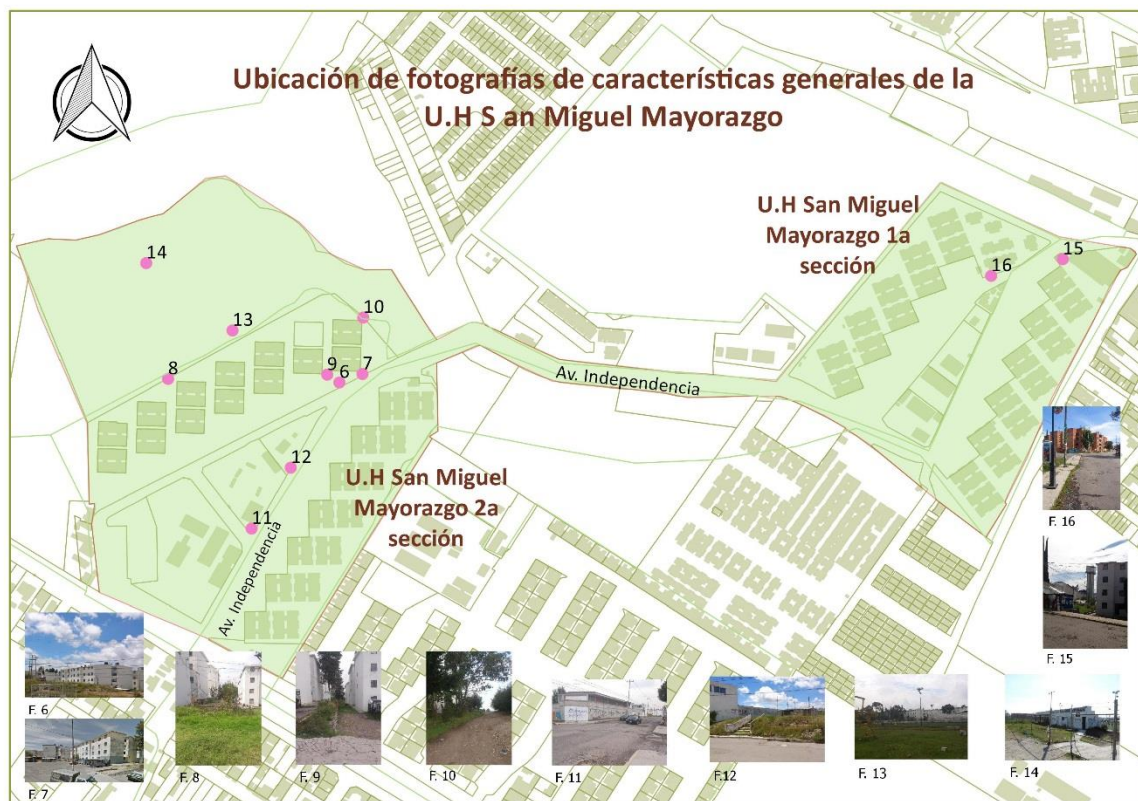 Ubicación de fotografías de características generales de la
U.H S an Miguel Mayorazgo
U.H San Miguel
Mayorazgo 1a
sección
15
16
14
13
10
8
9
6
7
12
11
Av. Independencia
Av. Independencia
U.H San Miguel
Mayorazgo 2a
sección
F. 16
F. 15
F. 6
F. 7
F. 8
F. 9
F. 10
F. 11
F.12
F. 13
F. 14